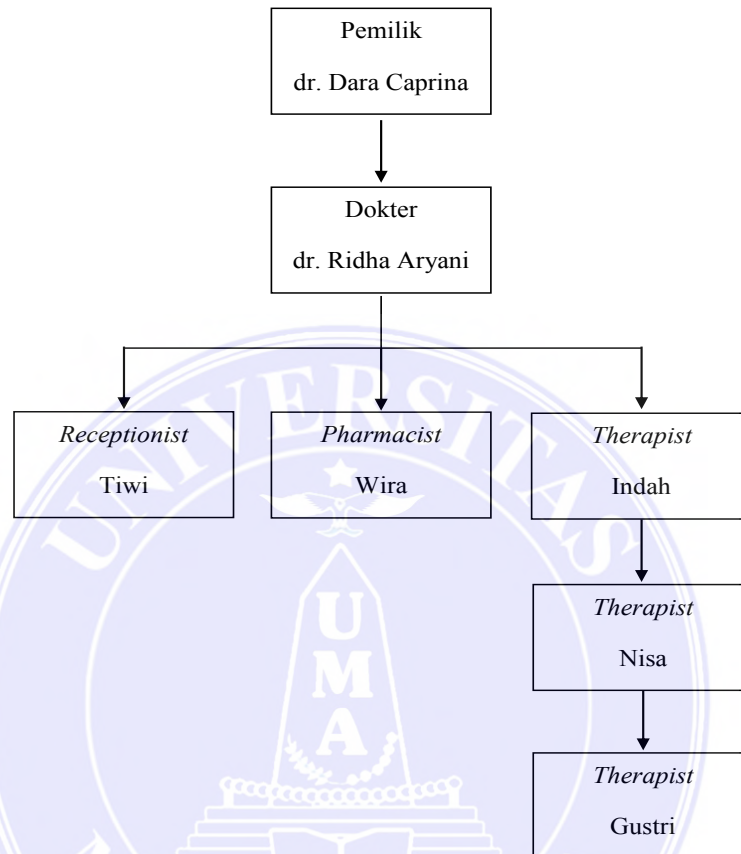 Pemilik
dr. Dara Caprina
Dokter
dr. Ridha Aryani
Receptionist
Tiwi
Pharmacist
Wira
Therapist
Indah
Therapist
Nisa
Therapist
Gustri
UNIVERSITAS
U
M
A